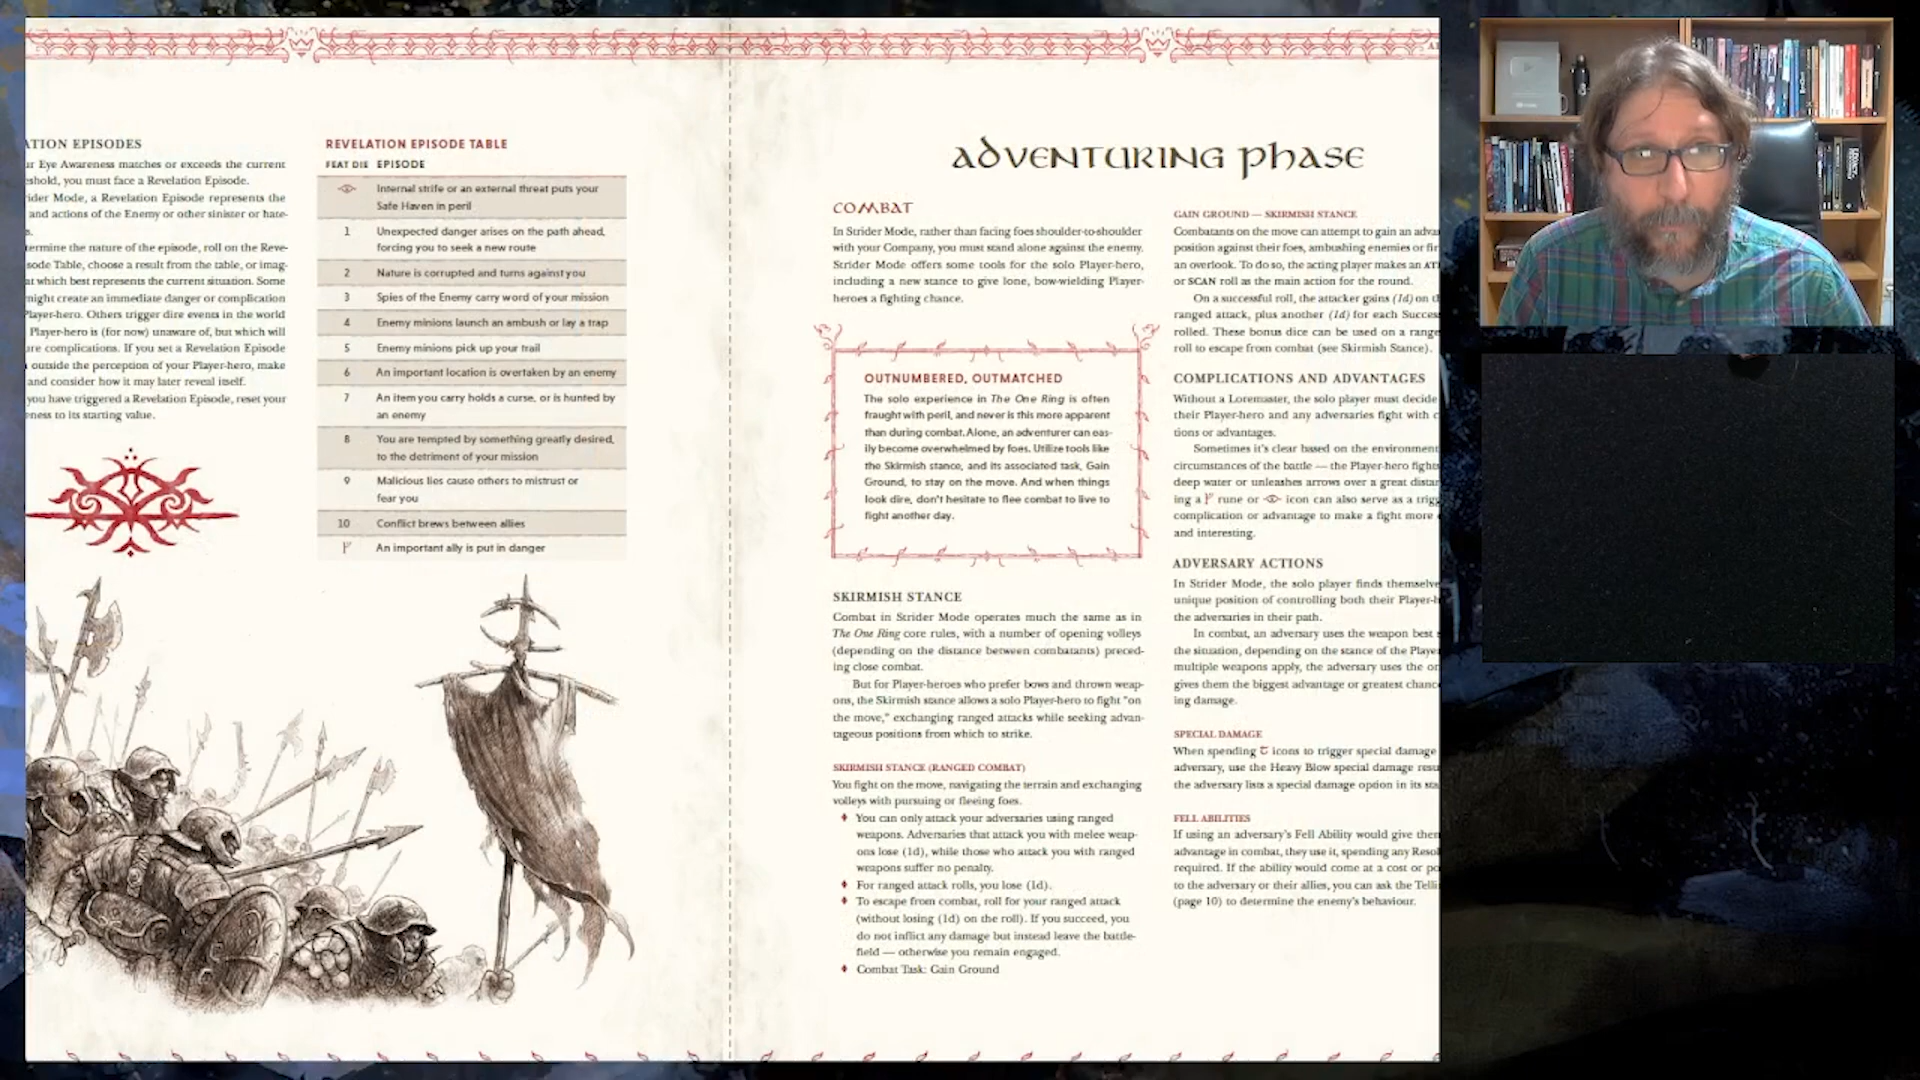 ATION EPISODES
ur Eye Awareness matches or exceeds the current
eshold, you must face a Revelation Episode.
rider Mode, a Revelation Episode represents the
and actions of the Enemy or other sinister or hate-
s.
termine the nature of the episode, roll on the Reve-
sode Table, choose a result from the table, or imag-
at which best represents the current situation. Some
might create an immediate danger or complication
Player-hero. Others trigger dire events in the world
Player-hero is (for now) unaware of, but which will
ure complications. If you set a Revelation Episode
outside the perception of your Player-hero, make
and consider how it may later reveal itself.
you have triggered a Revelation Episode, reset your
eness to its starting value.
REVELATION EPISODE TABLE
FEAT DIE EPISODE
Internal strife or an external threat puts your
Safe Haven in peril
1 Unexpected danger arises on the path ahead,
forcing you to seek a new route
2 Nature is corrupted and turns against you
3 Spies of the Enemy carry word of your mission
4 Enemy minions launch an ambush or lay a trap
5 Enemy minions pick up your trail
6 An important location is overtaken by an enemy
7 An item you carry holds a curse, or is hunted by
an enemy
8 You are tempted by something greatly desired,
to the detriment of your mission
9 Malicious lies cause others to mistrust or
fear you
10 Conflict brews between allies
An important ally is put in danger
ADVENTURING PHASE
COMBAT
In Strider Mode, rather than facing foes shoulder-to-shoulder
with your Company, you must stand alone against the enemy.
Strider Mode offers some tools for the solo Player-hero,
including a new stance to give lone, bow-wielding Player-
heroes a fighting chance.
OUTNUMBERED, OUTMATCHED
The solo experience in The One Ring is often
fraught with peril, and never is this more apparent
than during combat. Alone, an adventurer can eas-
ily become overwhelmed by foes. Utilize tools like
the Skirmish stance, and its associated task, Gain
Ground, to stay on the move. And when things
look dire, don't hesitate to flee combat to live to
fight another day.
SKIRMISH STANCE
Combat in Strider Mode operates much the same as in
The One Ring core rules, with a number of opening volleys
(depending on the distance between combatants) preced-
ing close combat.
But for Player-heroes who prefer bows and thrown weap-
ons, the Skirmish stance allows a solo Player-hero to fight "on
the move," exchanging ranged attacks while seeking advan-
tageous positions from which to strike.
SKIRMISH STANCE (RANGED COMBAT)
You fight on the move, navigating the terrain and exchanging
volleys with pursuing or fleeing foes.
♦ You can only attack your adversaries using ranged
weapons. Adversaries that attack you with melee weap-
ons lose (1d), while those who attack you with ranged
weapons suffer no penalty.
♦ For ranged attack rolls, you lose (1d).
♦ To escape from combat, roll for your ranged attack
(without losing (1d) on the roll). If you succeed, you
do not inflict any damage but instead leave the battle-
field — otherwise you remain engaged.
♦ Combat Task: Gain Ground
GAIN GROUND — SKIRMISH STANCE
Combatants on the move can attempt to gain an adva
position against their foes, ambushing enemies or fir
an overlook. To do so, the acting player makes an AT
or SCAN roll as the main action for the round.
On a successful roll, the attacker gains (1d) on t
ranged attack, plus another (1d) for each Success
rolled. These bonus dice can be used on a range
roll to escape from combat (see Skirmish Stance).
COMPLICATIONS AND ADVANTAGES
Without a Loremaster, the solo player must decide
their Player-hero and any adversaries fight with c
tions or advantages.
Sometimes it's clear based on the environment
circumstances of the battle — the Player-hero fights
deep water or unleashes arrows over a great distan
ing a rune or icon can also serve as a trigg
complication or advantage to make a fight more
and interesting.
ADVERSARY ACTIONS
In Strider Mode, the solo player finds themselve
unique position of controlling both their Player-h
the adversaries in their path.
In combat, an adversary uses the weapon best s
the situation, depending on the stance of the Playe
multiple weapons apply, the adversary uses the on
gives them the biggest advantage or greatest chanc
ing damage.
SPECIAL DAMAGE
When spending icons to trigger special damage
adversary, use the Heavy Blow special damage resu
the adversary lists a special damage option in its sta
FELL ABILITIES
If using an adversary's Fell Ability would give then
advantage in combat, they use it, spending any Resol
required. If the ability would come at a cost or po
to the adversary or their allies, you can ask the Telli
(page 10) to determine the enemy's behaviour.